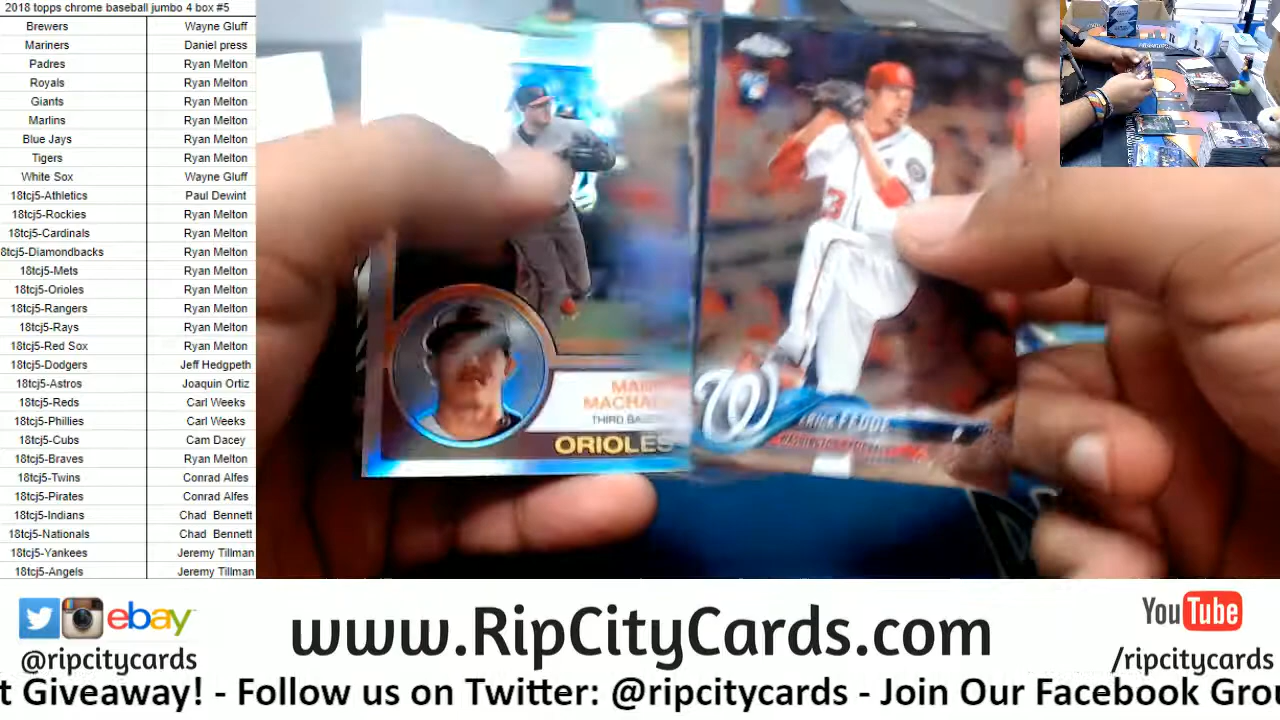 2018 topps chrome baseball jumbo 4 box #5
Brewers Wayne Gluff
Mariners Daniel press
Padres Ryan Melton
Royals Ryan Melton
Giants Ryan Melton
Marlins Ryan Melton
Blue Jays Ryan Melton
Tigers Ryan Melton
White Sox Wayne Gluff
18tcj5-Athletics Paul Dewint
18tcj5-Rockies Ryan Melton
18tcj5-Cardinals Ryan Melton
8tcj5-Diamondbacks Ryan Melton
18tcj5-Mets Ryan Melton
18tcj5-Orioles Ryan Melton
18tcj5-Rangers Ryan Melton
18tcj5-Rays Ryan Melton
18tcj5-Red Sox Ryan Melton
18tcj5-Dodgers Jeff Hedgpeth
18tcj5-Astros Joaquin Ortiz
18tcj5-Reds Carl Weeks
18tcj5-Phillies Carl Weeks
18tcj5-Cubs Cam Dacey
18tcj5-Braves Ryan Melton
18tcj5-Twins Conrad Alfes
18tcj5-Pirates Conrad Alfes
18tcj5-Indians Chad Bennett
18tcj5-Nationals Chad Bennett
18tcj5-Yankees Jeremy Tillman
18tcj5-Angels Jeremy Tillman
THIRD BASE
ORIOLES
W
ebay
@ripcitycards
www.RipCityCards.com
YouTube
/ripcitycards
t Giveaway! - Follow us on Twitter: @ripcitycards - Join Our Facebook Grou